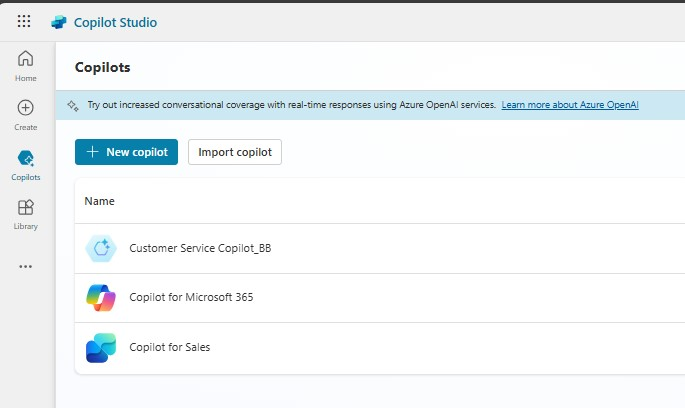 Copilot Studio
Home
Create
Copilots
Library
Copilots
Try out increased conversational coverage with real-time responses using Azure OpenAI services. Learn more about Azure OpenAI
+ New copilot Import copilot
Name
Customer Service Copilot_BB
Copilot for Microsoft 365
Copilot for Sales